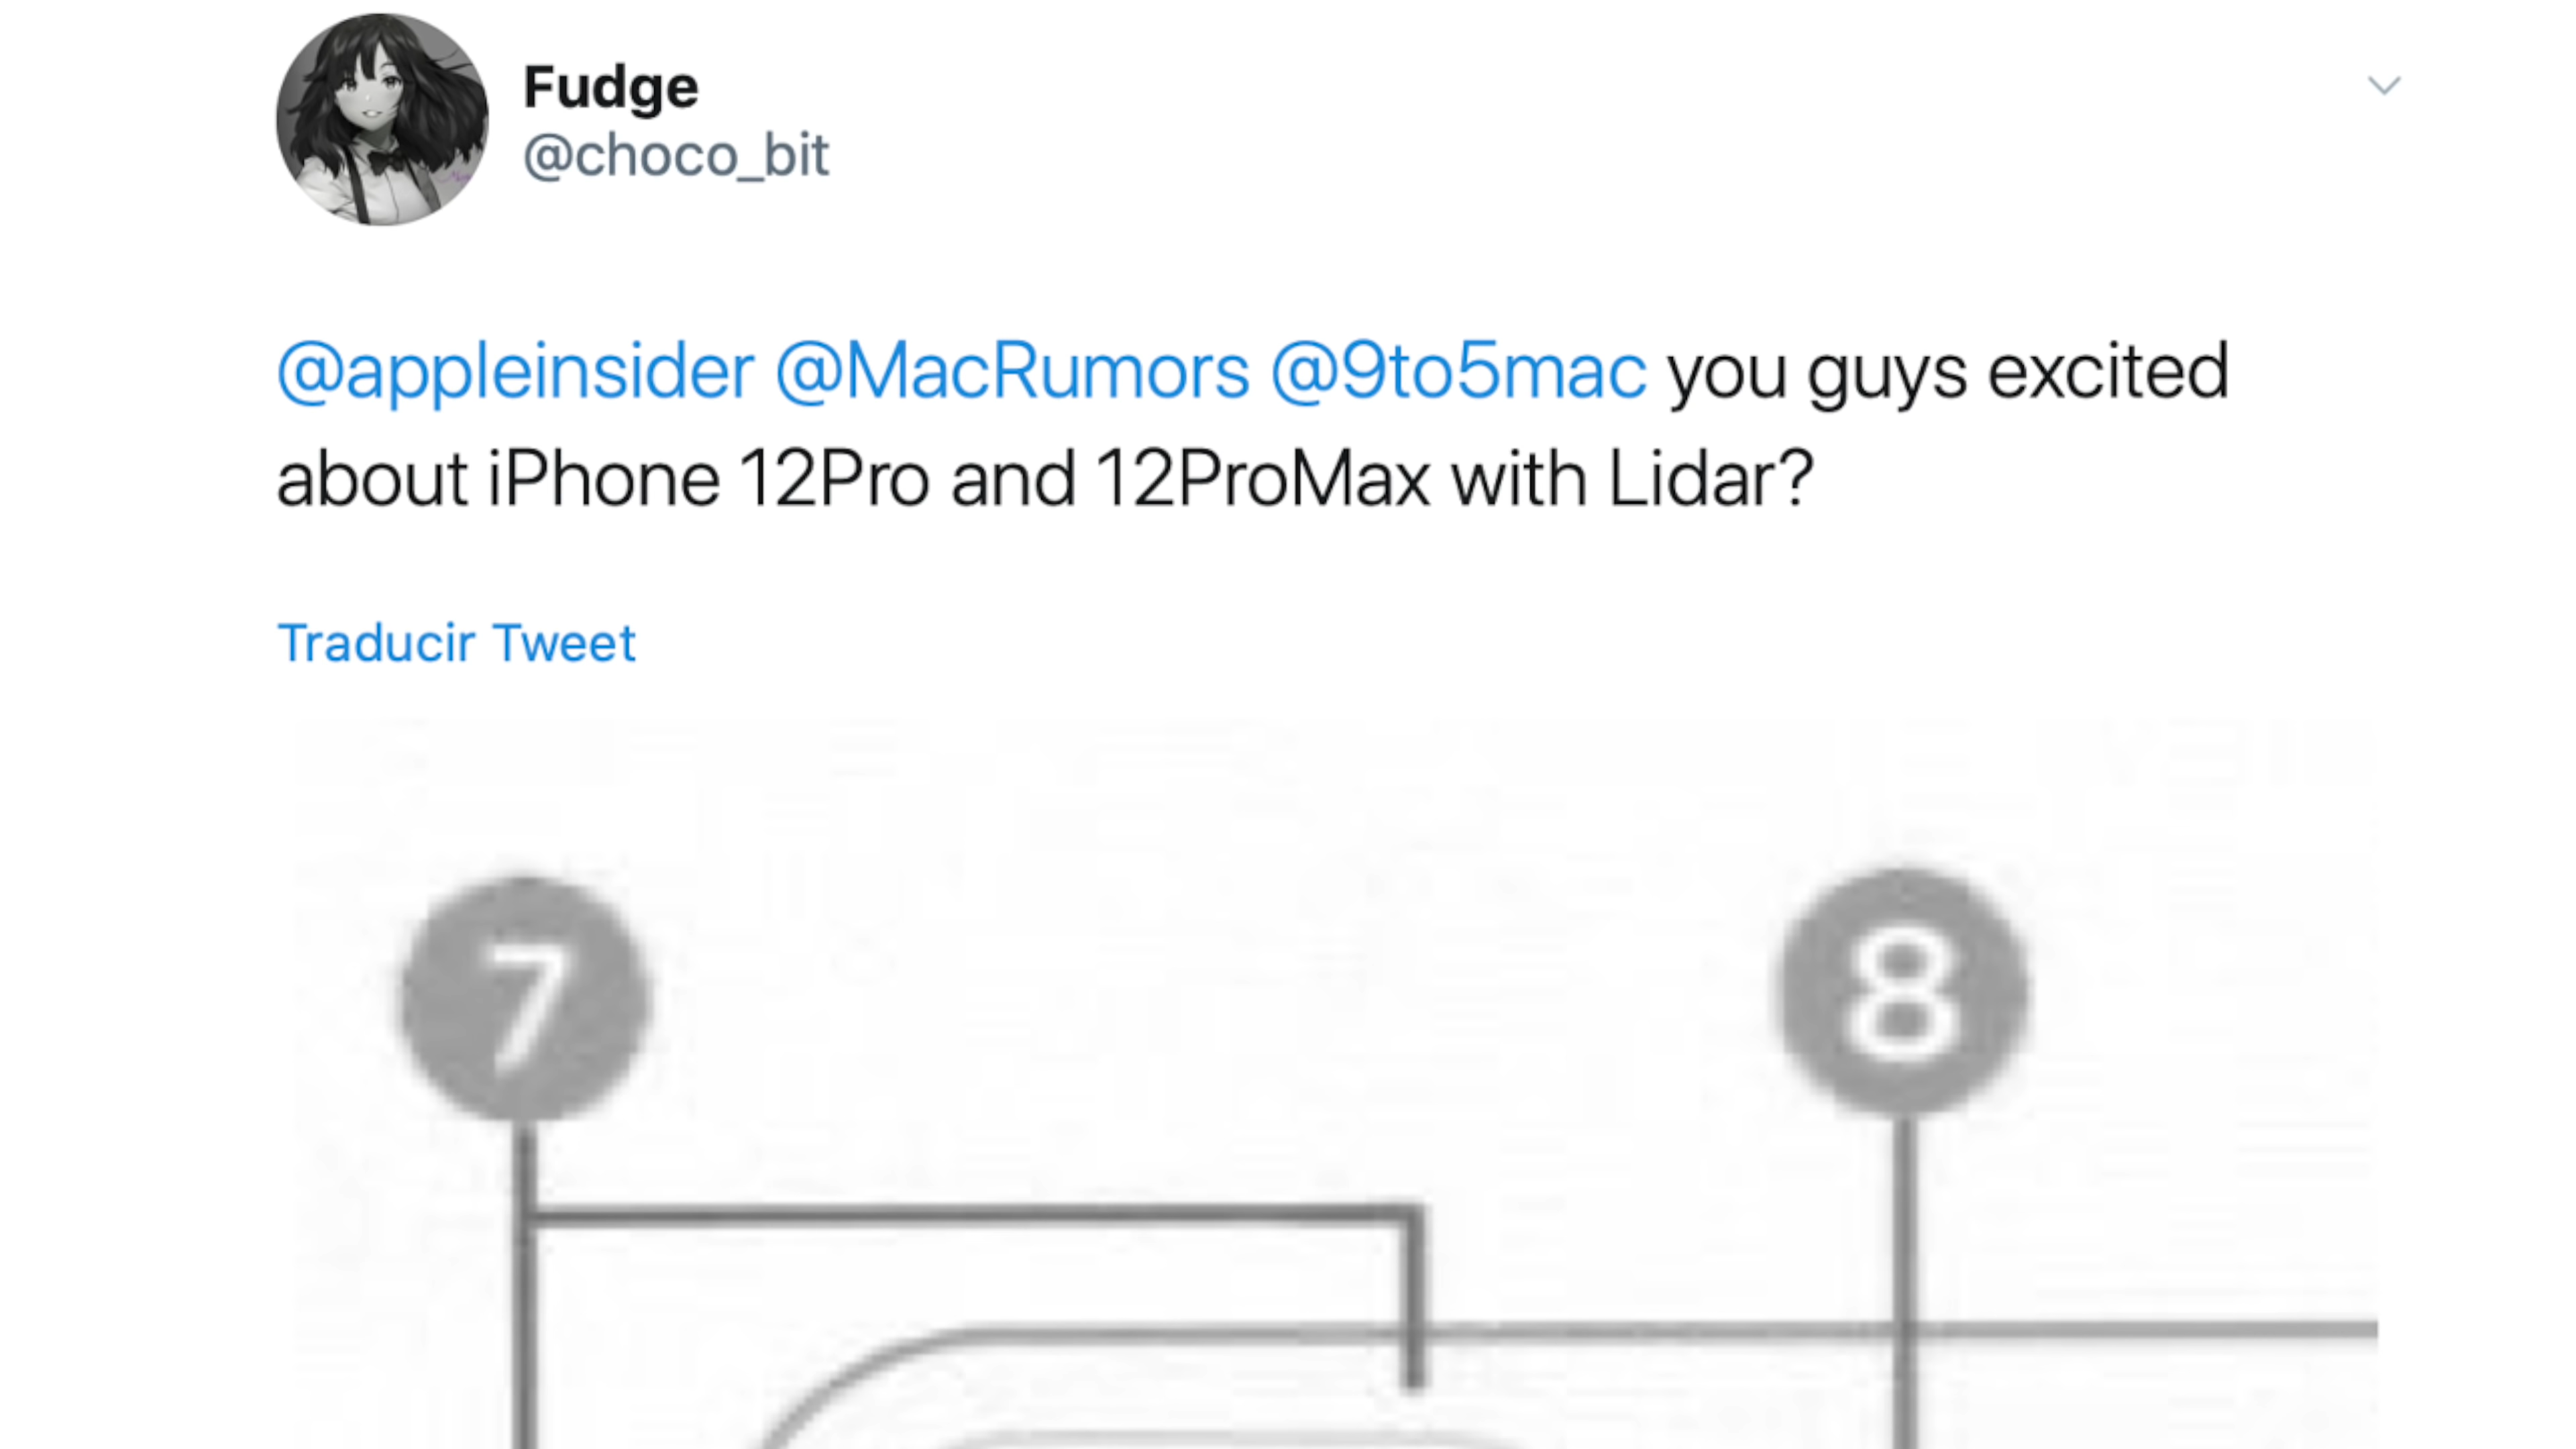 Fudge
@choco_bit
@appleinsider @MacRumors @9to5mac you guys excited
about iPhone 12Pro and 12ProMax with Lidar?
Traducir Tweet
7 8